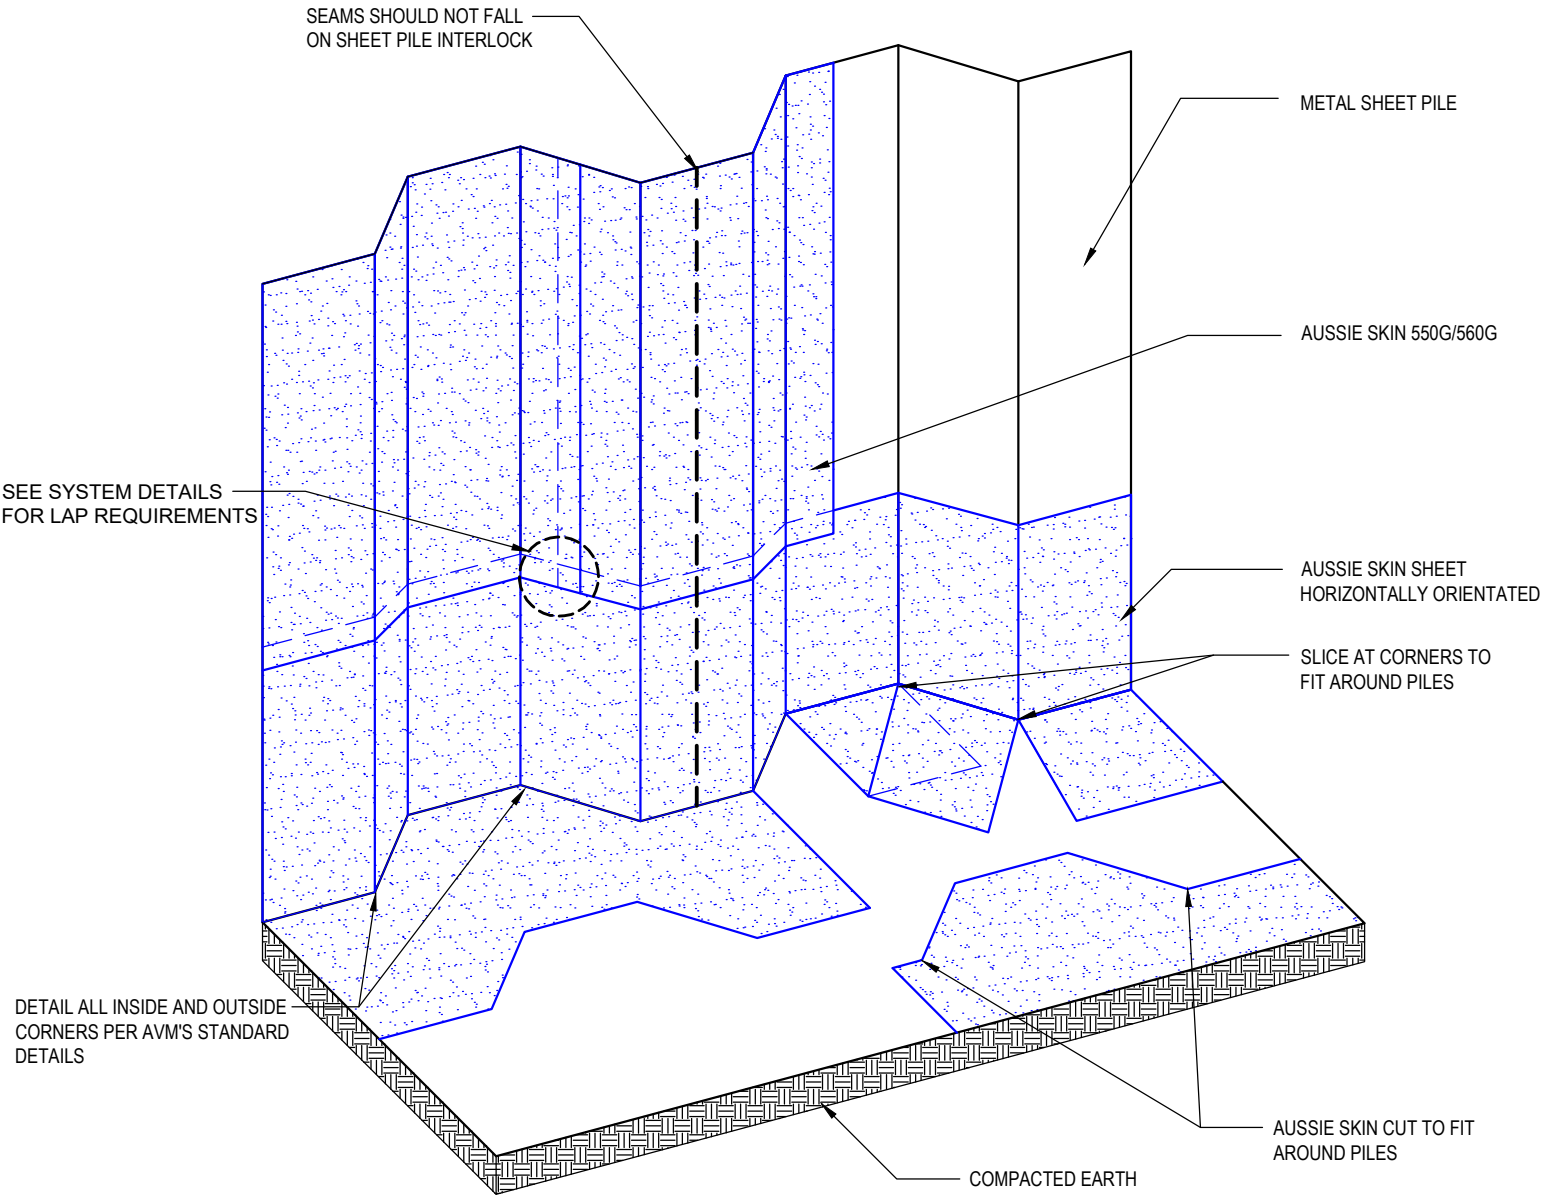 SEAMS SHOULD NOT FALL
ON SHEET PILE INTERLOCK
METAL SHEET PILE
AUSSIE SKIN 550G/560G
SEE SYSTEM DETAILS
FOR LAP REQUIREMENTS
AUSSIE SKIN SHEET
HORIZONTALLY ORIENTATED
SLICE AT CORNERS TO
FIT AROUND PILES
DETAIL ALL INSIDE AND OUTSIDE
CORNERS PER AVM'S STANDARD
DETAILS
AUSSIE SKIN CUT TO FIT
AROUND PILES
COMPACTED EARTH